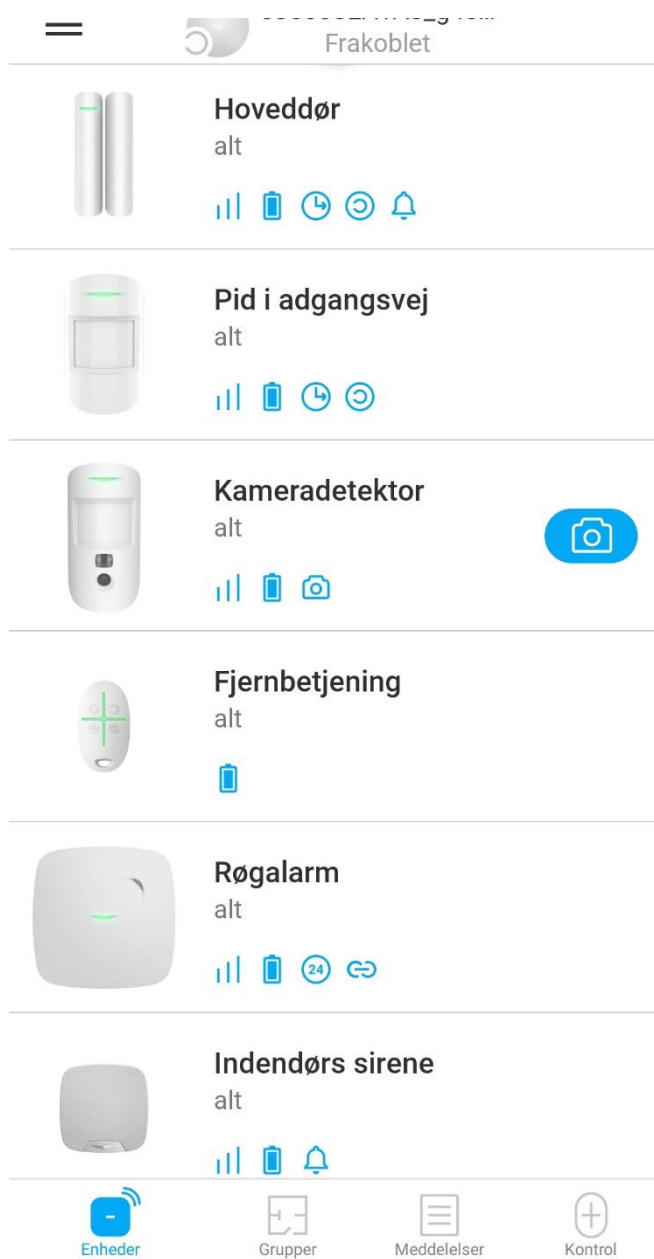 Frakoblet
Hoveddør
alt
Pid i adgangsvej
alt
Kameradetektor
alt
Fjernbetjening
alt
Røgalarm
alt
24
Indendørs sirene
alt
Enheder
Grupper
Meddelelser
Kontrol